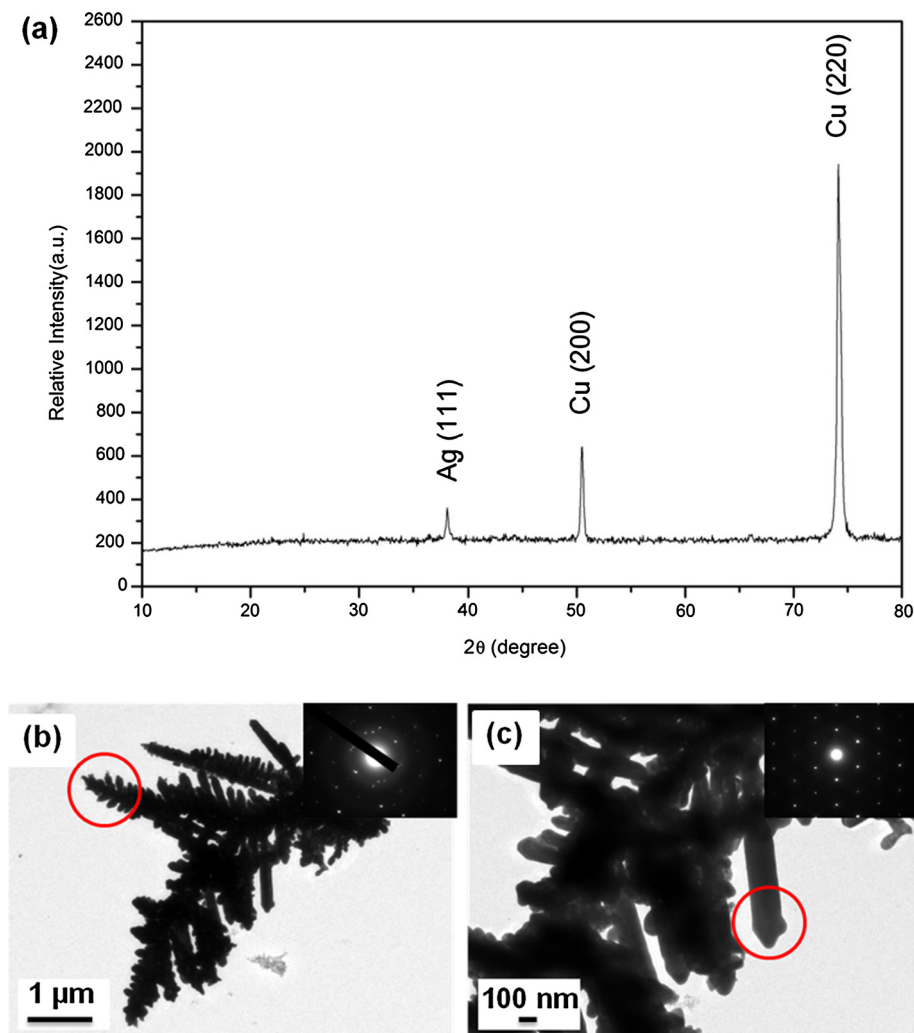 (a)
2600
2400
2200
2000
1800
1600
1400
1200
1000
800
600
400
200
0
Relative Intensity(a.u.)
Ag (111)
Cu (200)
Cu (220)
10 20 30 40 50 60 70 80
2θ (degree)
(b)
1 µm
(c)
100 nm